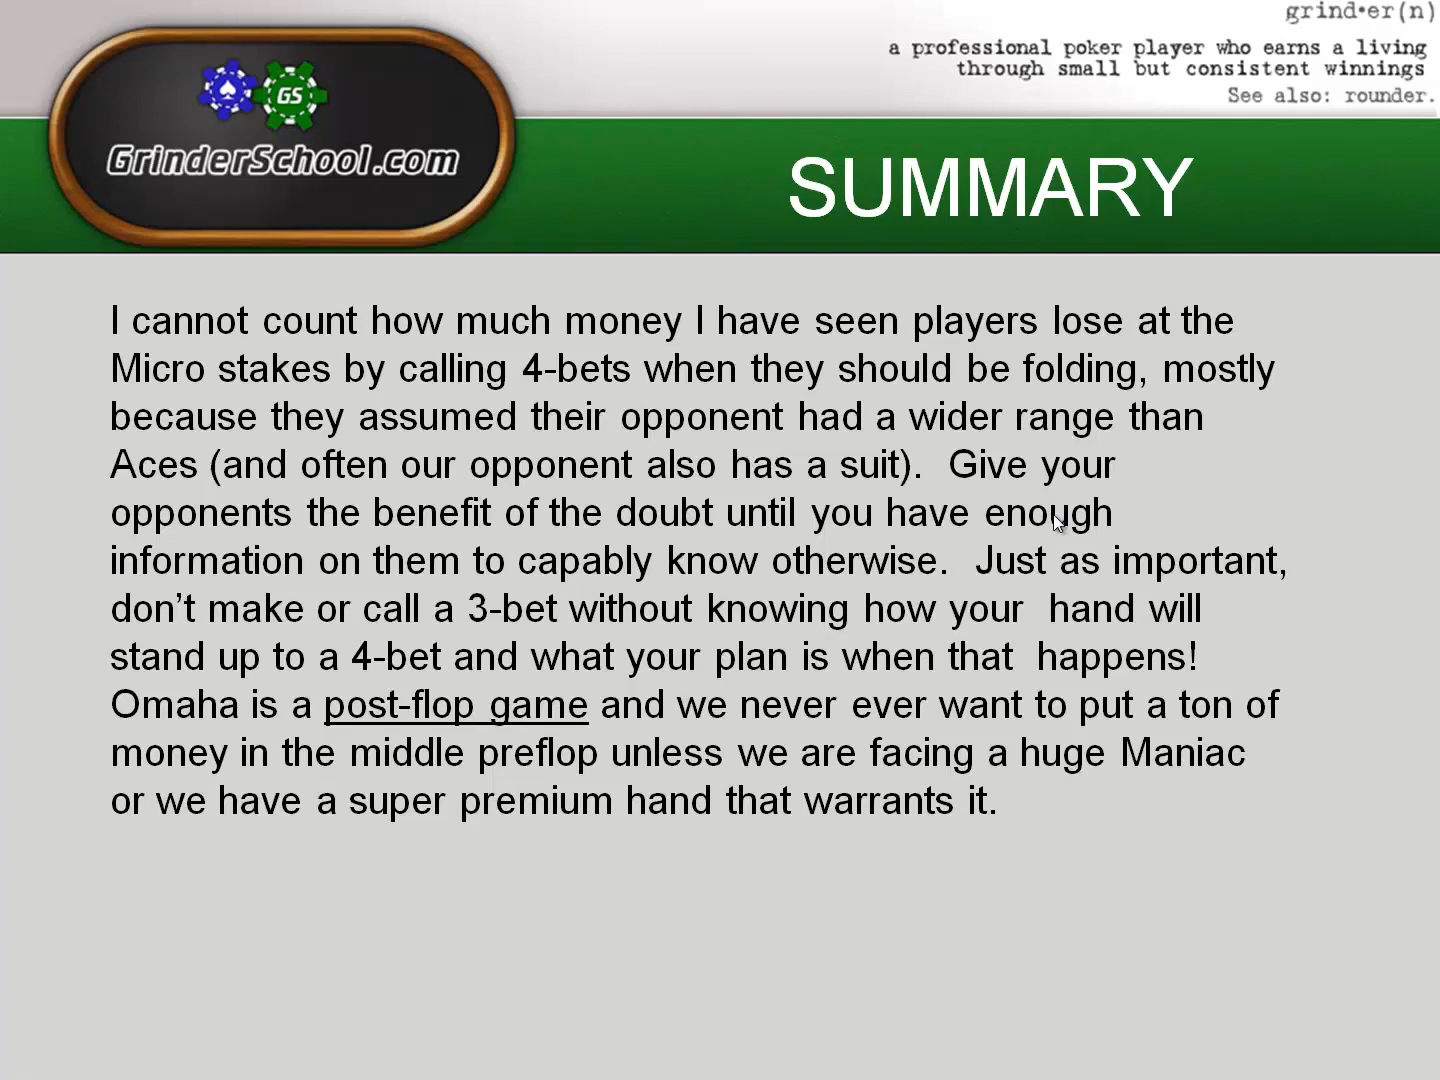 grind•er(n)
a professional poker player who earns a living
through small but consistent winnings
See also: rounder.
GS
GrinderSchool.com
SUMMARY
I cannot count how much money I have seen players lose at the
Micro stakes by calling 4-bets when they should be folding, mostly
because they assumed their opponent had a wider range than
Aces (and often our opponent also has a suit).  Give your
opponents the benefit of the doubt until you have enough
information on them to capably know otherwise.  Just as important,
don’t make or call a 3-bet without knowing how your  hand will
stand up to a 4-bet and what your plan is when that  happens!
Omaha is a post-flop game and we never ever want to put a ton of
money in the middle preflop unless we are facing a huge Maniac
or we have a super premium hand that warrants it.